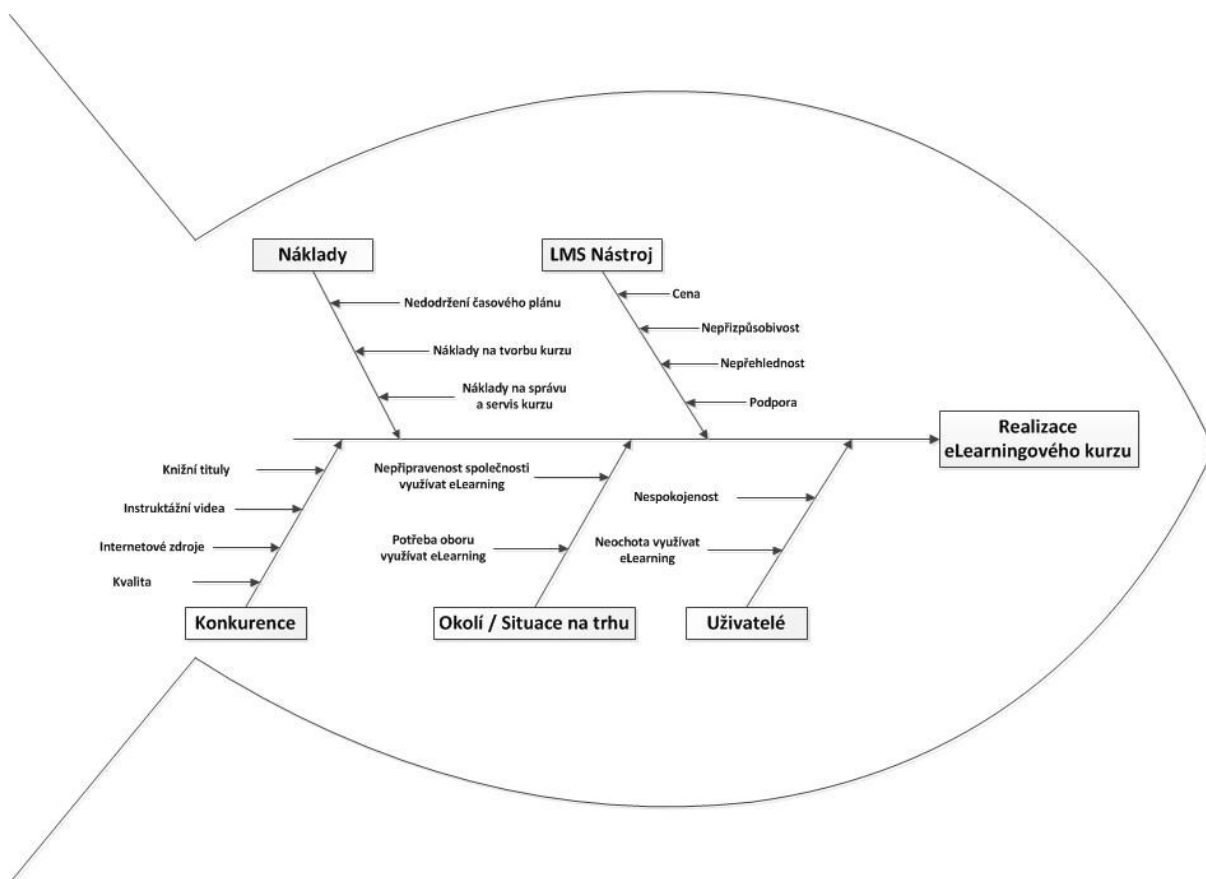 Náklady
LMS Nástroj
Nedodržení časového plánu
Náklady na tvorbu kurzu
Náklady na správu
a servis kurzu
Cena
Nepřizpůsobivost
Nepřehlednost
Podpora
Realizace
eLearningového kurzu
Knižní tituly
Instruktážní videa
Internetové zdroje
Kvalita
Konkurence
Nepřipravenost společnosti
využívat eLearning
Potřeba oboru
využívat eLearning
Okolí / Situace na trhu
Nespokojenost
Neochota využívat
eLearning
Uživatelé